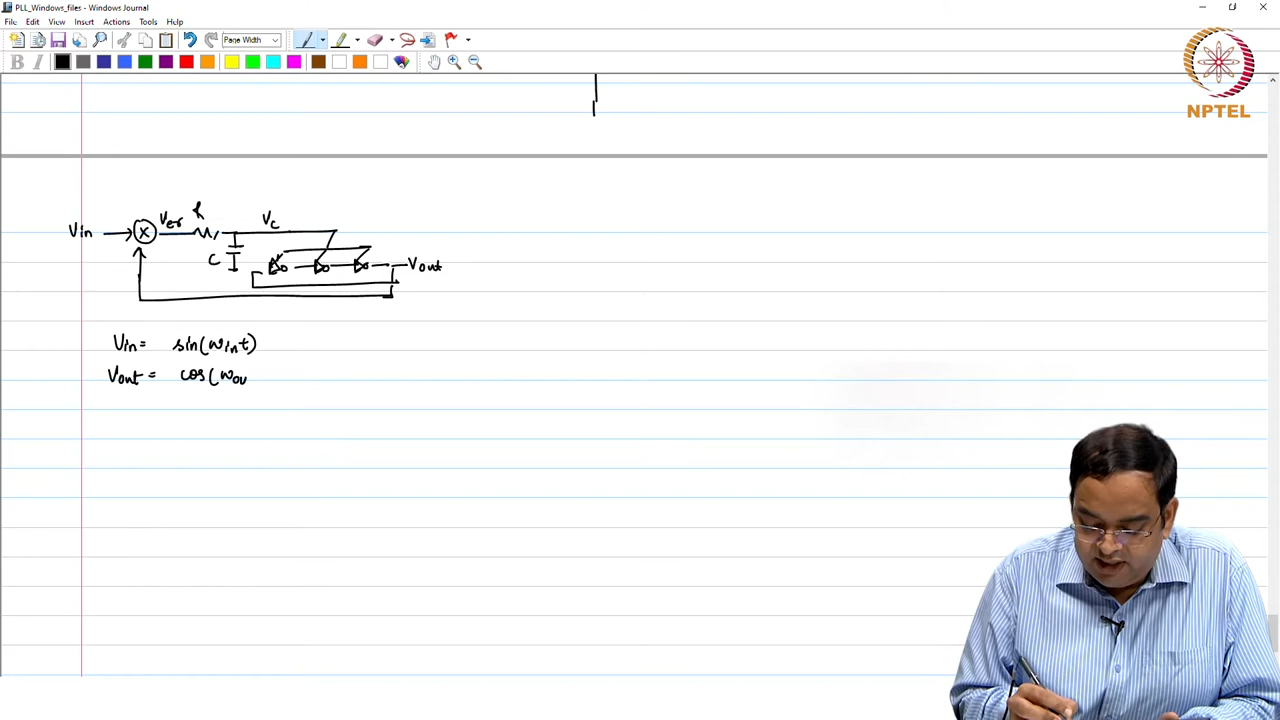 PLL_Windows_files - Windows Journal
File Edit View Insert Actions Tools Help
Page Width
B I
NPTEL
Vin X Ver R Vc
C Vout
Vin = sin(ωint)
Vout = cos(ωou